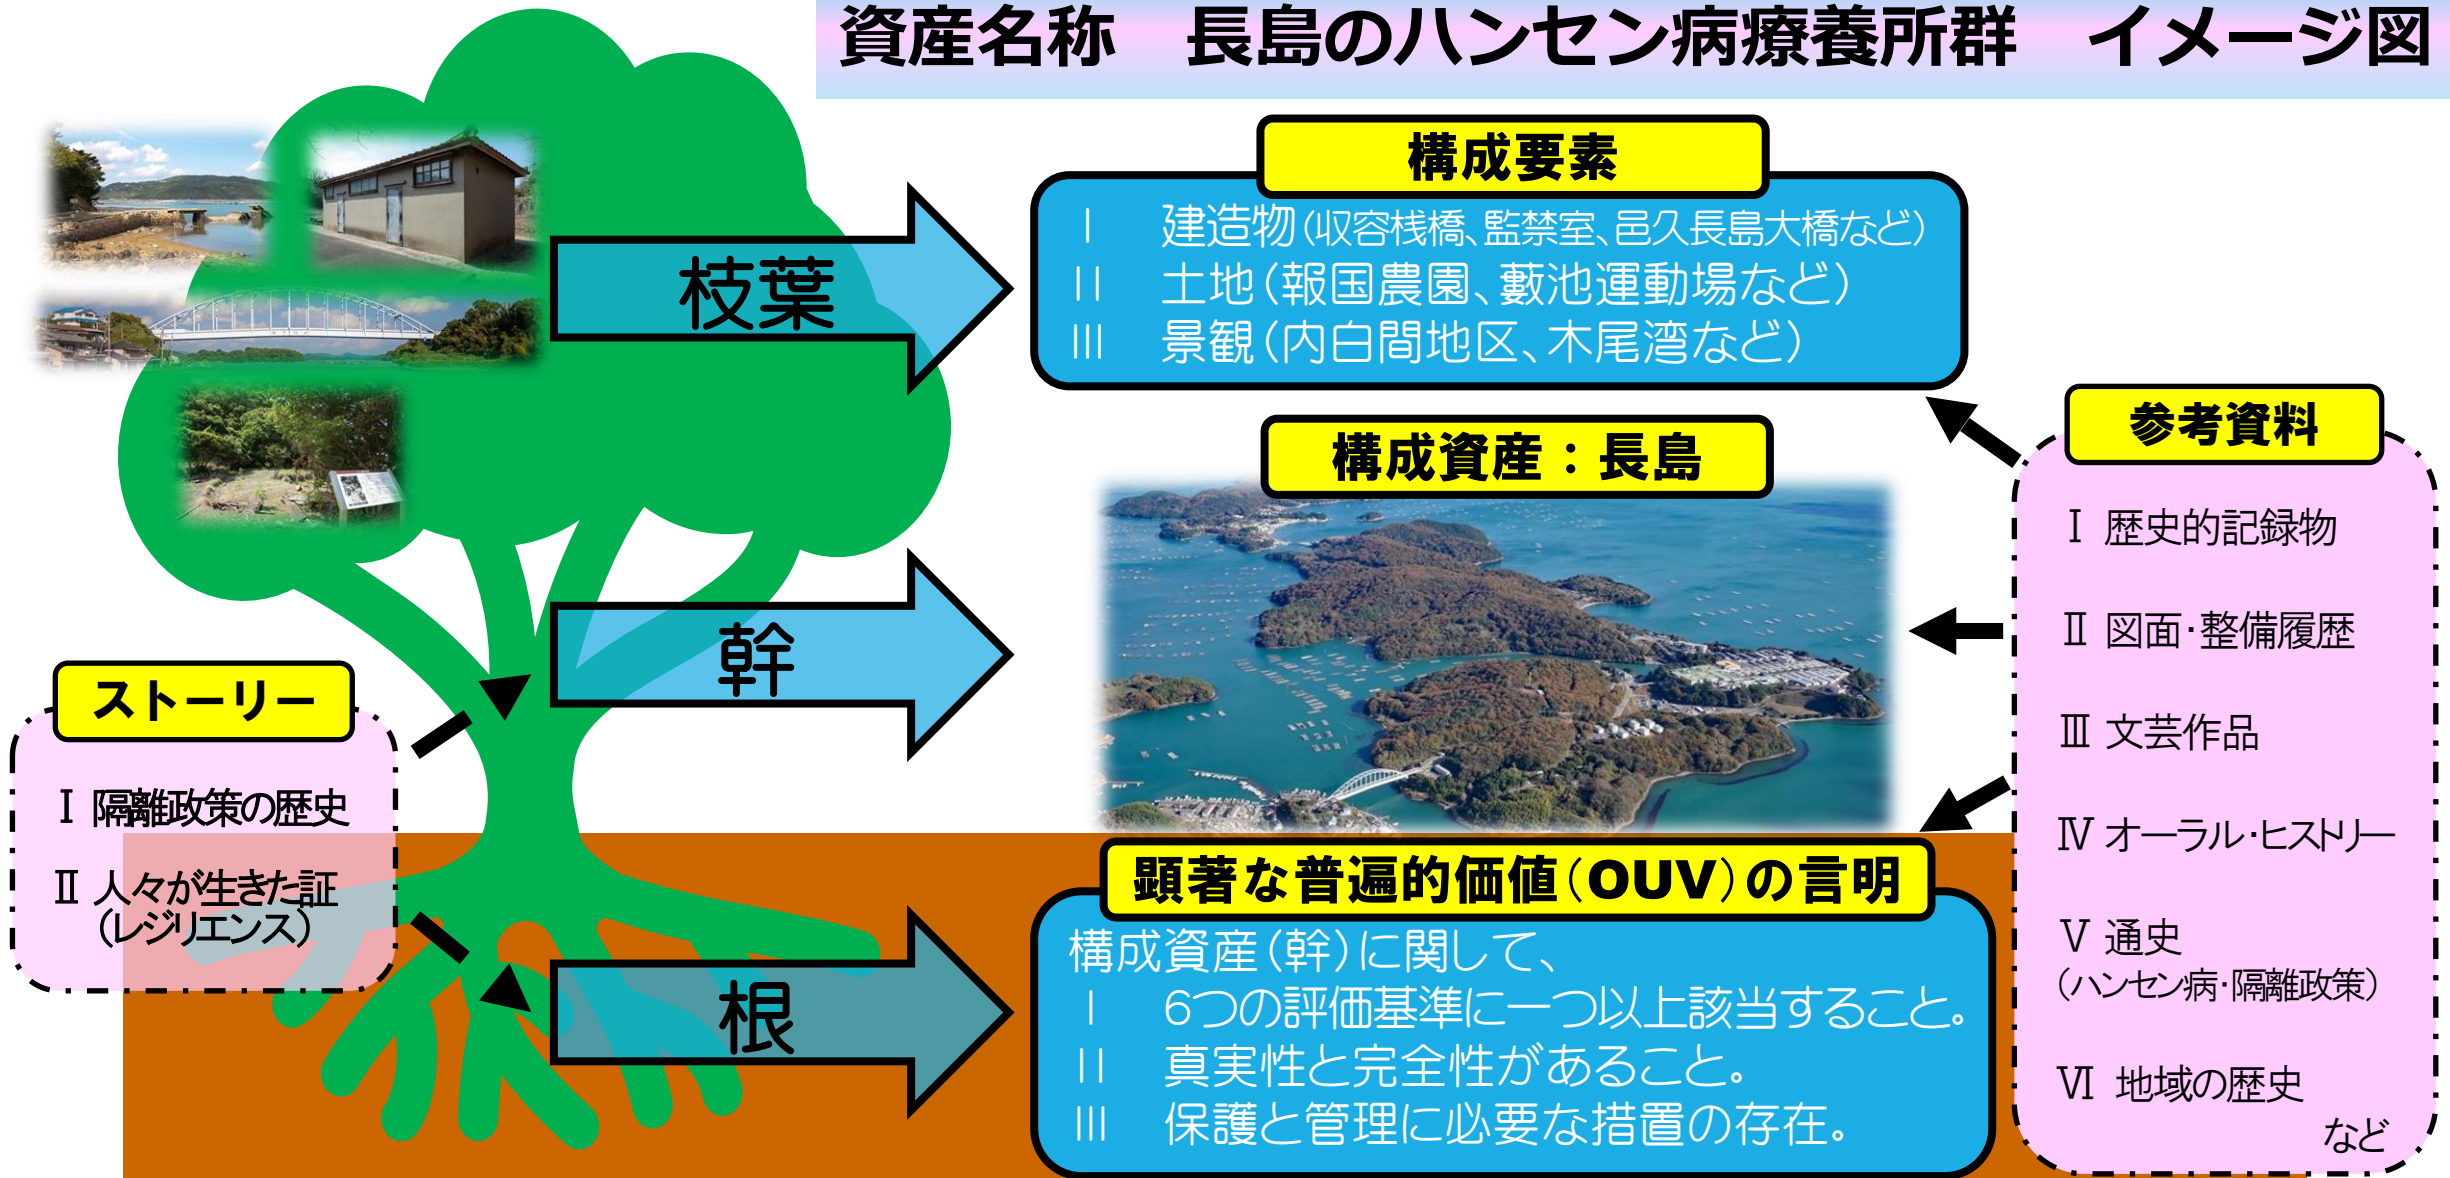 資産名称　長島のハンセン病療養所群　イメージ図
構成要素
枝葉
Ⅰ　建造物（収容桟橋、監禁室、邑久長島大橋など）
Ⅱ　土地（報国農園、藪池運動場など）
Ⅲ　景観（内白間地区、木尾湾など）
構成資産：長島
幹
顕著な普遍的価値（OUV）の言明
根
構成資産（幹）に関して、
Ⅰ　6つの評価基準に一つ以上該当すること。
Ⅱ　真実性と完全性があること。
Ⅲ　保護と管理に必要な措置の存在。
ストーリー
Ⅰ 隔離政策の歴史
Ⅱ 人々が生きた証
（レジリエンス）
参考資料
Ⅰ 歴史的記録物
Ⅱ 図面・整備履歴
Ⅲ 文芸作品
Ⅳ オーラル・ヒストリー
Ⅴ 通史
（ハンセン病・隔離政策）
Ⅵ 地域の歴史
など